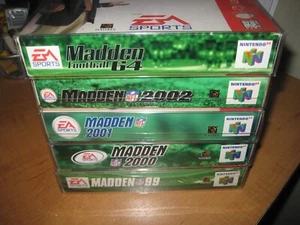 EA
SPORTS
Madden
Football
64
NINTENDO 64
EA
SPORTS
MADDEN NFL 2002
NINTENDO 64
EA
SPORTS
MADDEN NFL
2001
NINTENDO 64
EA
SPORTS
MADDEN
NFL 2000
NINTENDO 64
EA
SPORTS
MADDEN NFL 99
NINTENDO 64